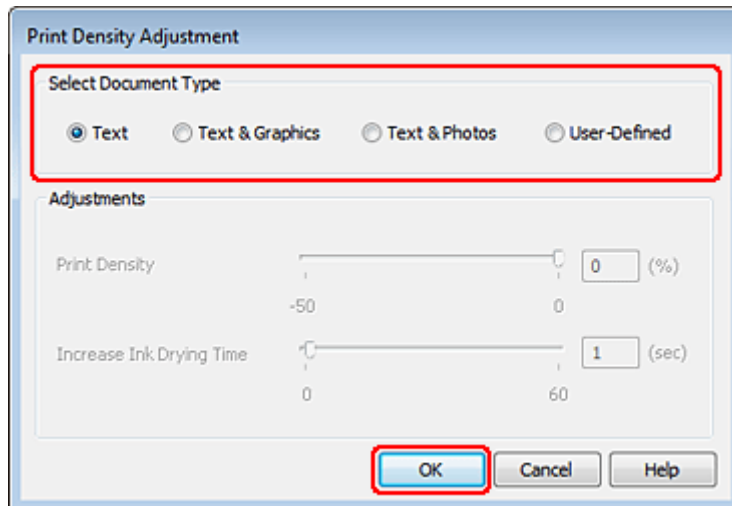 Print Density Adjustment
Select Document Type
Text Text & Graphics Text & Photos User-Defined
Adjustments
Print Density 0 (%)
-50 0
Increase Ink Drying Time 1 (sec)
0 60
OK Cancel Help